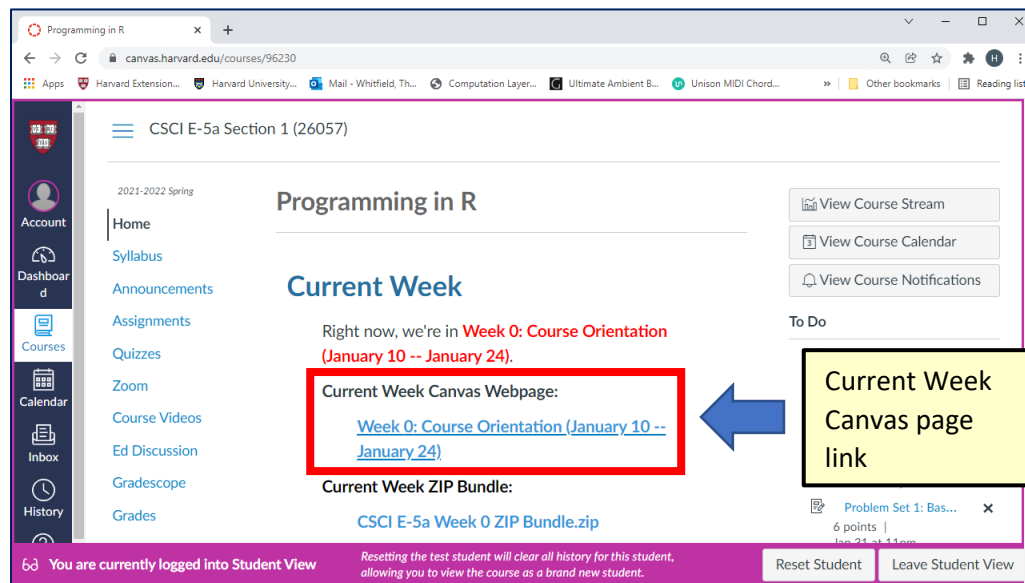 Programming in R
canvas.harvard.edu/courses/96230
H
Apps Harvard Extension... Harvard University... Mail - Whitfield, Th... Computation Layer... Ultimate Ambient B... Unison MIDI Chord... » Other bookmarks Reading list
CSCI E-5a Section 1 (26057)
Account
Dashboar
d
Courses
Calendar
Inbox
History
2021-2022 Spring
Home
Syllabus
Announcements
Assignments
Quizzes
Zoom
Course Videos
Ed Discussion
Gradescope
Grades
Programming in R
Current Week
Right now, we're in Week 0: Course Orientation
(January 10 -- January 24).
Current Week Canvas Webpage:
Week 0: Course Orientation (January 10 --
January 24)
Current Week ZIP Bundle:
CSCI E-5a Week 0 ZIP Bundle.zip
View Course Stream
View Course Calendar
View Course Notifications
To Do
Current Week
Canvas page
link
Problem Set 1: Bas...
6 points |
Jan 31 at 11pm
You are currently logged into Student View
Resetting the test student will clear all history for this student,
allowing you to view the course as a brand new student.
Reset Student
Leave Student View